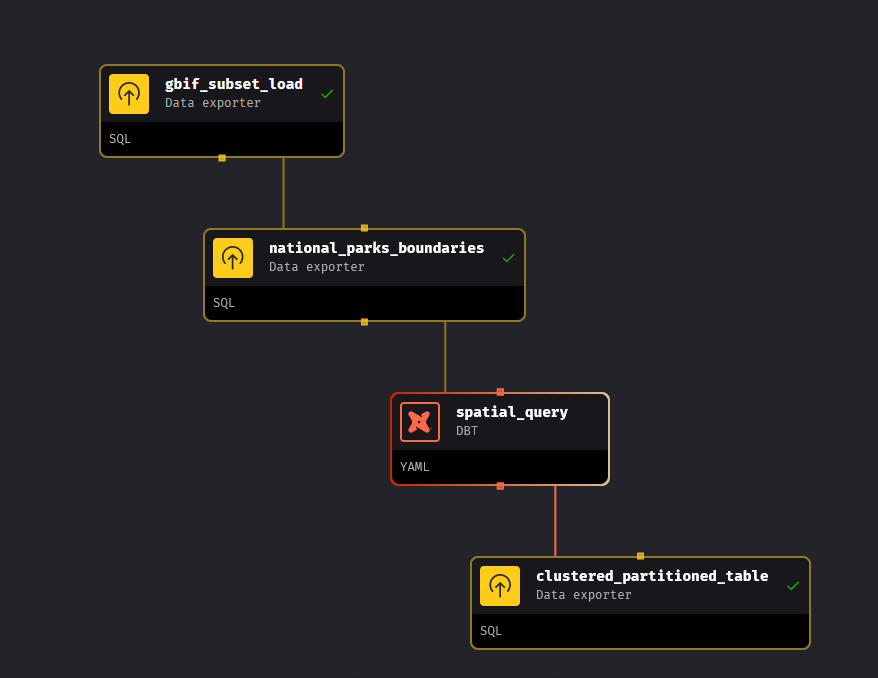 gbif_subset_load
Data exporter
SQL
national_parks_boundaries
Data exporter
SQL
spatial_query
DBT
YAML
clustered_partitioned_table
Data exporter
SQL